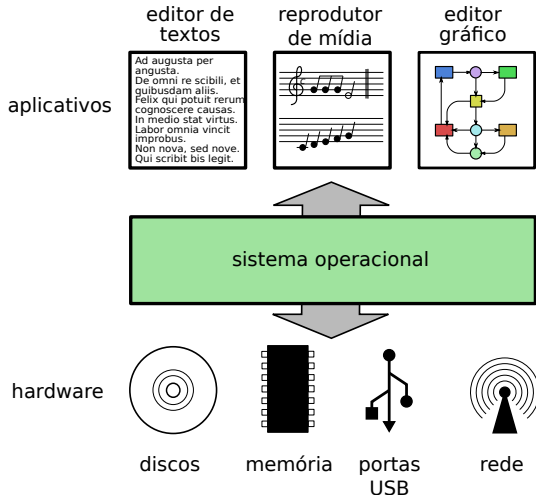 editor de
textos
reprodutor
de mídia
editor
gráfico
aplicativos
Ad augusta per
angusta.
De omni re scibili, et
quibusdam aliis.
Felix qui potuit rerum
cognoscere causas.
In medio stat virtus.
Labor omnia vincit
improbus.
Non nova, sed nove.
Qui scribit bis legit.
sistema operacional
hardware
discos
memória
portas
USB
rede